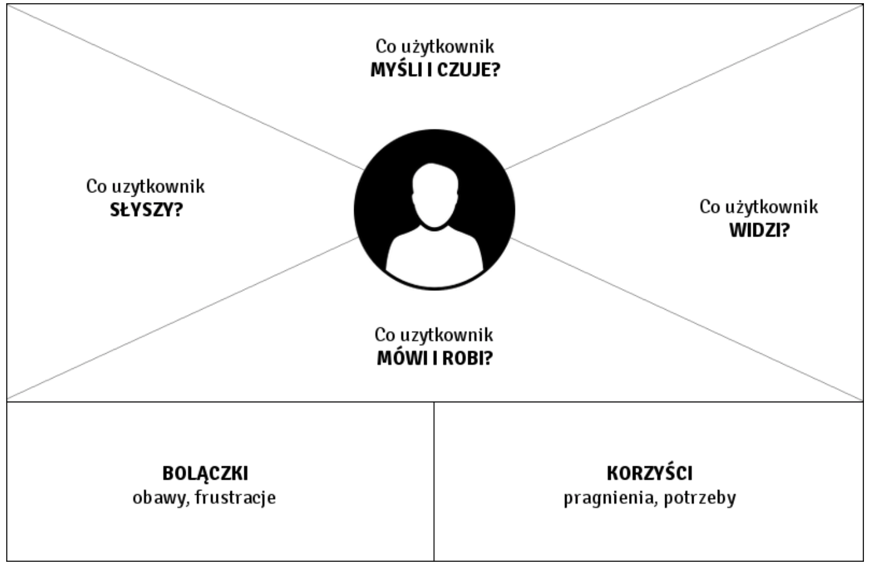 Co użytkownik
MYŚLI I CZUJE?
Co uzytkownik
SŁYSZY?
Co użytkownik
WIDZI?
Co uzytkownik
MÓWI I ROBI?
BOLĄCZKI
obawy, frustracje
KORZYŚCI
pragnienia, potrzeby